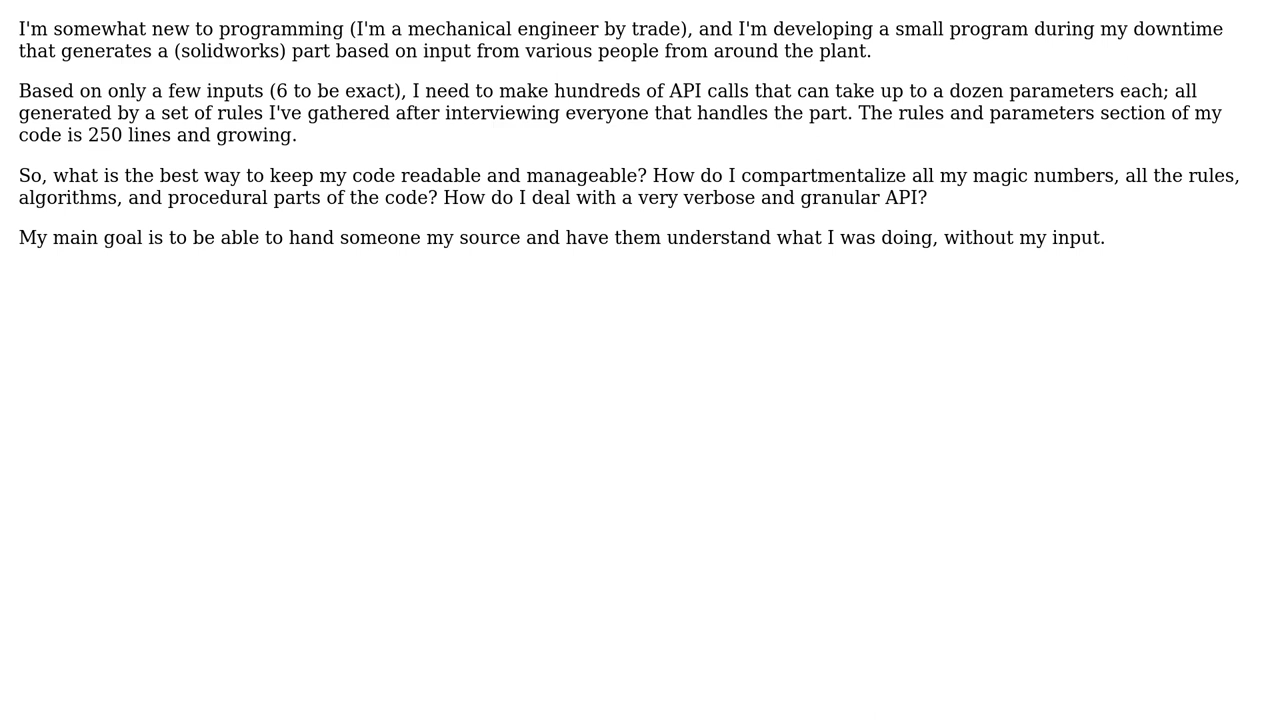 I'm somewhat new to programming (I'm a mechanical engineer by trade), and I'm developing a small program during my downtime
that generates a (solidworks) part based on input from various people from around the plant.
Based on only a few inputs (6 to be exact), I need to make hundreds of API calls that can take up to a dozen parameters each; all
generated by a set of rules I've gathered after interviewing everyone that handles the part. The rules and parameters section of my
code is 250 lines and growing.
So, what is the best way to keep my code readable and manageable? How do I compartmentalize all my magic numbers, all the rules,
algorithms, and procedural parts of the code? How do I deal with a very verbose and granular API?
My main goal is to be able to hand someone my source and have them understand what I was doing, without my input.